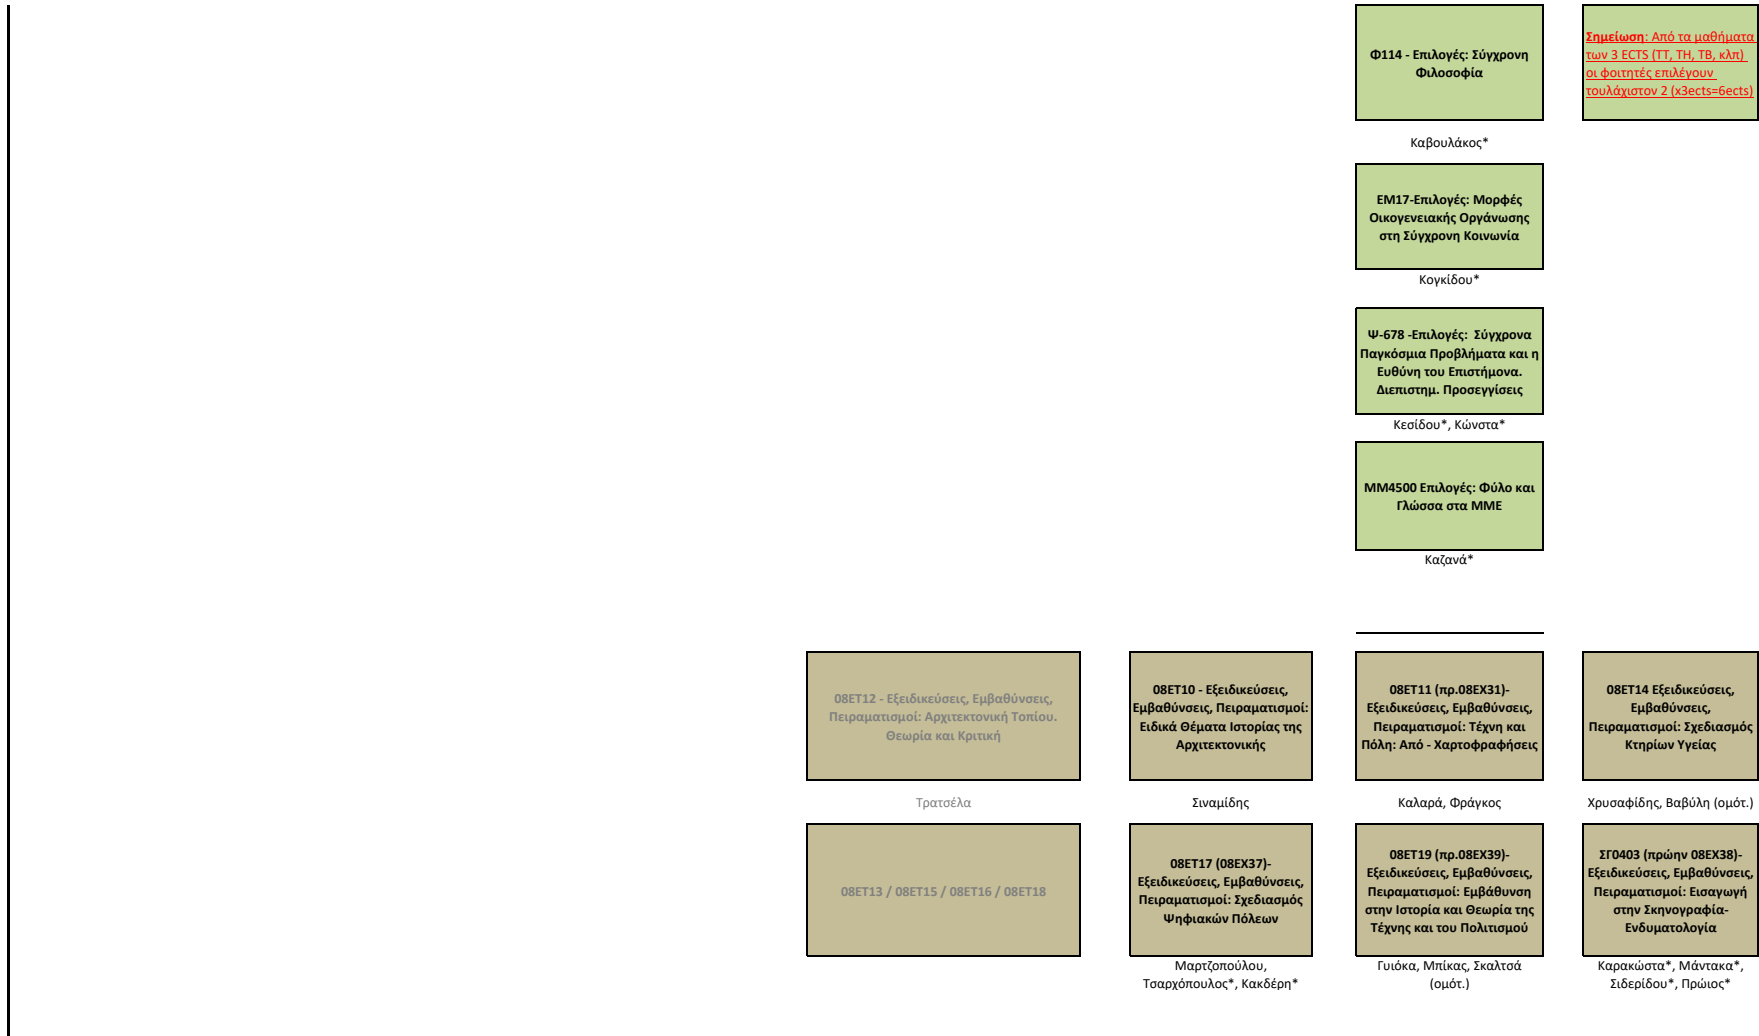 Φ114 - Επιλογές: Σύγχρονη
Φιλοσοφία
Σημείωση: Από τα μαθήματα
των 3 ECTS (ΤΤ, ΤΗ, ΤΒ, κλπ)
οι φοιτητές επιλέγουν
τουλάχιστον 2 (x3ects=6ects)
Καβουλάκος*
ΕΜ17-Επιλογές: Μορφές
Οικογενειακής Οργάνωσης
στη Σύγχρονη Κοινωνία
Κογκίδου*
Ψ-678 -Επιλογές: Σύγχρονα
Παγκόσμια Προβλήματα και η
Ευθύνη του Επιστήμονα.
Διεπιστημ. Προσεγγίσεις
Κεσίδου*, Κώνστα*
ΜΜ4500 Επιλογές: Φύλο και
Γλώσσα στα ΜΜΕ
Καζανά*
08ΕΤ12 - Εξειδικεύσεις, Εμβαθύνσεις,
Πειραματισμοί: Αρχιτεκτονική Τοπίου.
Θεωρία και Κριτική
08ΕΤ10 - Εξειδικεύσεις,
Εμβαθύνσεις, Πειραματισμοί:
Ειδικά Θέματα Ιστορίας της
Αρχιτεκτονικής
08ΕΤ11 (πρ.08ΕΧ31)-
Εξειδικεύσεις, Εμβαθύνσεις,
Πειραματισμοί: Τέχνη και
Πόλη: Από - Χαρτοφραφήσεις
08ΕΤ14 Εξειδικεύσεις,
Εμβαθύνσεις,
Πειραματισμοί: Σχεδιασμός
Κτηρίων Υγείας
Τρατσέλα
Σιναμίδης
Καλαρά, Φράγκος
Χρυσαφίδης, Βαβύλη (ομότ.)
08ΕΤ13 / 08ΕΤ15 / 08ΕΤ16 / 08ΕΤ18
08ΕΤ17 (08ΕΧ37)-
Εξειδικεύσεις, Εμβαθύνσεις,
Πειραματισμοί: Σχεδιασμός
Ψηφιακών Πόλεων
08ΕΤ19 (πρ.08ΕΧ39)-
Εξειδικεύσεις, Εμβαθύνσεις,
Πειραματισμοί: Εμβάθυνση
στην Ιστορία και Θεωρία της
Τέχνης και του Πολιτισμού
ΣΓ0403 (πρώην 08ΕΧ38)-
Εξειδικεύσεις, Εμβαθύνσεις,
Πειραματισμοί: Εισαγωγή
στην Σκηνογραφία-
Ενδυματολογία
Μαρτζοπούλου,
Τσαρχόπουλος*, Κακδέρη*
Γυιόκα, Μπίκας, Σκαλτσά
(ομότ.)
Καρακώστα*, Μάντακα*,
Σιδερίδου*, Πρώιος*